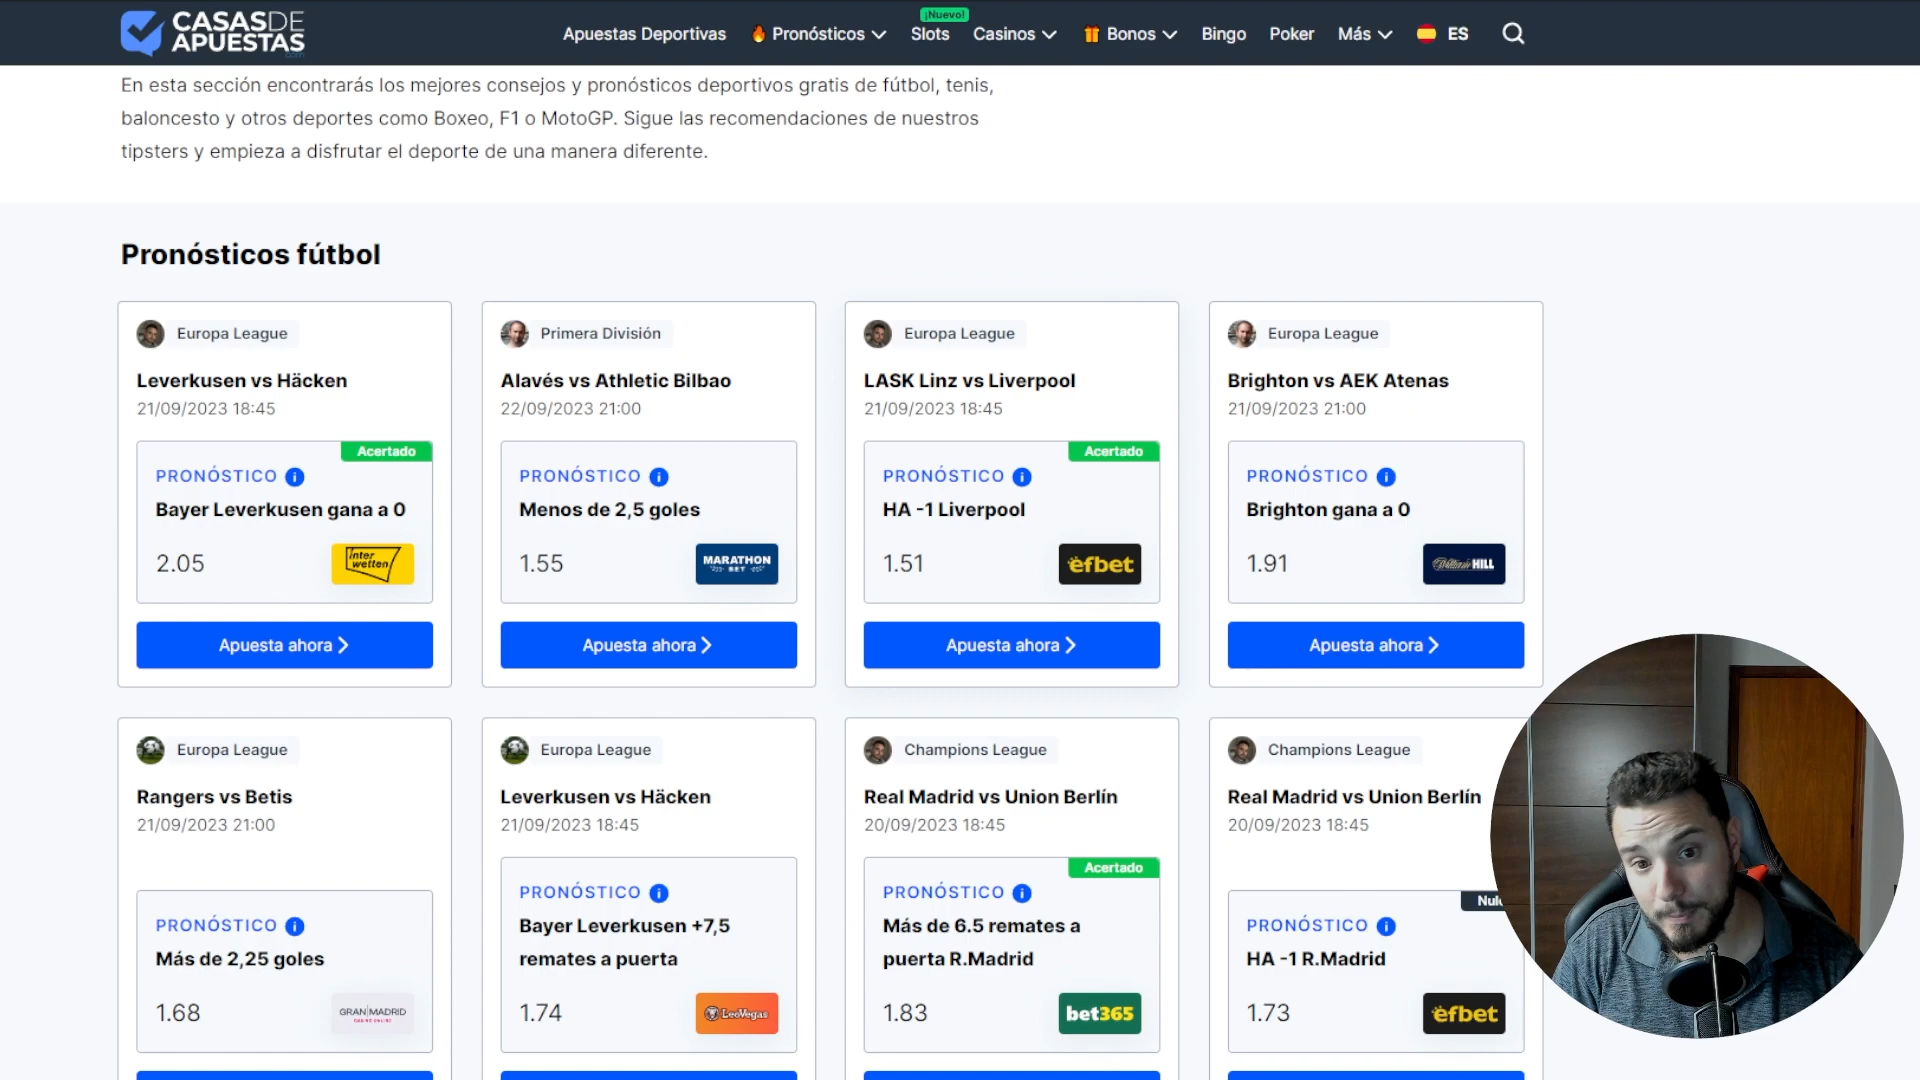 CASASDE
APUESTAS
.com
Apuestas Deportivas
Pronósticos
¡Nuevo!
Slots
Casinos
Bonos
Bingo
Poker
Más
ES
En esta sección encontrarás los mejores consejos y pronósticos deportivos gratis de fútbol, tenis,
baloncesto y otros deportes como Boxeo, F1 o MotoGP. Sigue las recomendaciones de nuestros
tipsters y empieza a disfrutar el deporte de una manera diferente.
Pronósticos fútbol
Europa League
Leverkusen vs Häcken
21/09/2023 18:45
Acertado
PRONÓSTICO
Bayer Leverkusen gana a 0
2.05
inter
wetten
Apuesta ahora
Primera División
Alavés vs Athletic Bilbao
22/09/2023 21:00
PRONÓSTICO
Menos de 2,5 goles
1.55
MARATHON
BET
Apuesta ahora
Europa League
LASK Linz vs Liverpool
21/09/2023 18:45
Acertado
PRONÓSTICO
HA -1 Liverpool
1.51
efbet
Apuesta ahora
Europa League
Brighton vs AEK Atenas
21/09/2023 21:00
PRONÓSTICO
Brighton gana a 0
1.91
William HILL
Apuesta ahora
Europa League
Rangers vs Betis
21/09/2023 21:00
PRONÓSTICO
Más de 2,25 goles
1.68
GRAN MADRID
CASINO ONLINE
Europa League
Leverkusen vs Häcken
21/09/2023 18:45
PRONÓSTICO
Bayer Leverkusen +7,5
remates a puerta
1.74
LeoVegas
Champions League
Real Madrid vs Union Berlín
20/09/2023 18:45
Acertado
PRONÓSTICO
Más de 6.5 remates a
puerta R.Madrid
1.83
bet365
Champions League
Real Madrid vs Union Berlín
20/09/2023 18:45
Nulo
PRONÓSTICO
HA -1 R.Madrid
1.73
efbet